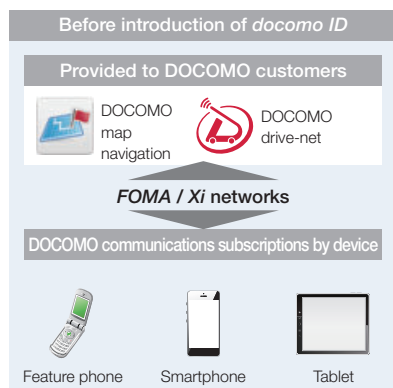 Before introduction of docomo ID
Provided to DOCOMO customers
DOCOMO
map
navigation
DOCOMO
drive-net
FOMA / Xi networks
DOCOMO communications subscriptions by device
Feature phone
Smartphone
Tablet